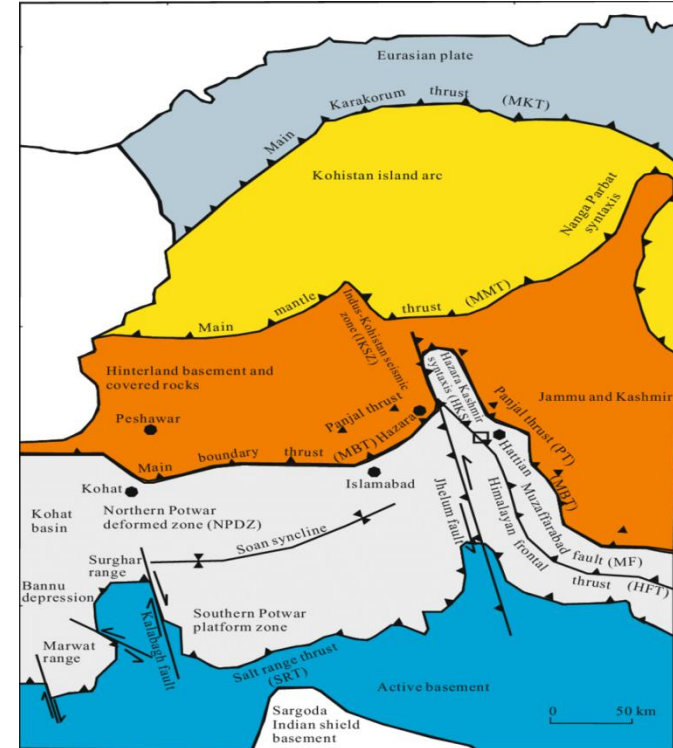 Eurasian plate
Main Karakorum thrust (MKT)
Kohistan island arc
Nanga Parbat
syntaxis
Main mantle thrust (MMT)
Indus-Kohistan seismic
zone (IKSZ)
Hinterland basement and
covered rocks
Hazara Kashmir
syntaxis (HKS)
Jammu and Kashmir
Peshawar
Panjal thrust
Hazara
Panjal thrust (PT)
(MBT)
Hattian
Main boundary thrust (MBT)
Islamabad
Kohat
Kohat
basin
Northern Potwar
deformed zone (NPDZ)
Soan syncline
Jhelum fault
Muzaffarabad fault (MF)
Himalayan frontal thrust (HFT)
Surghar
range
Bannu
depression
Southern Potwar
platform zone
Kalabagh fault
Marwat
range
Salt range thrust
(SRT)
Active basement
Sargoda
Indian shield
basement
0 50 km